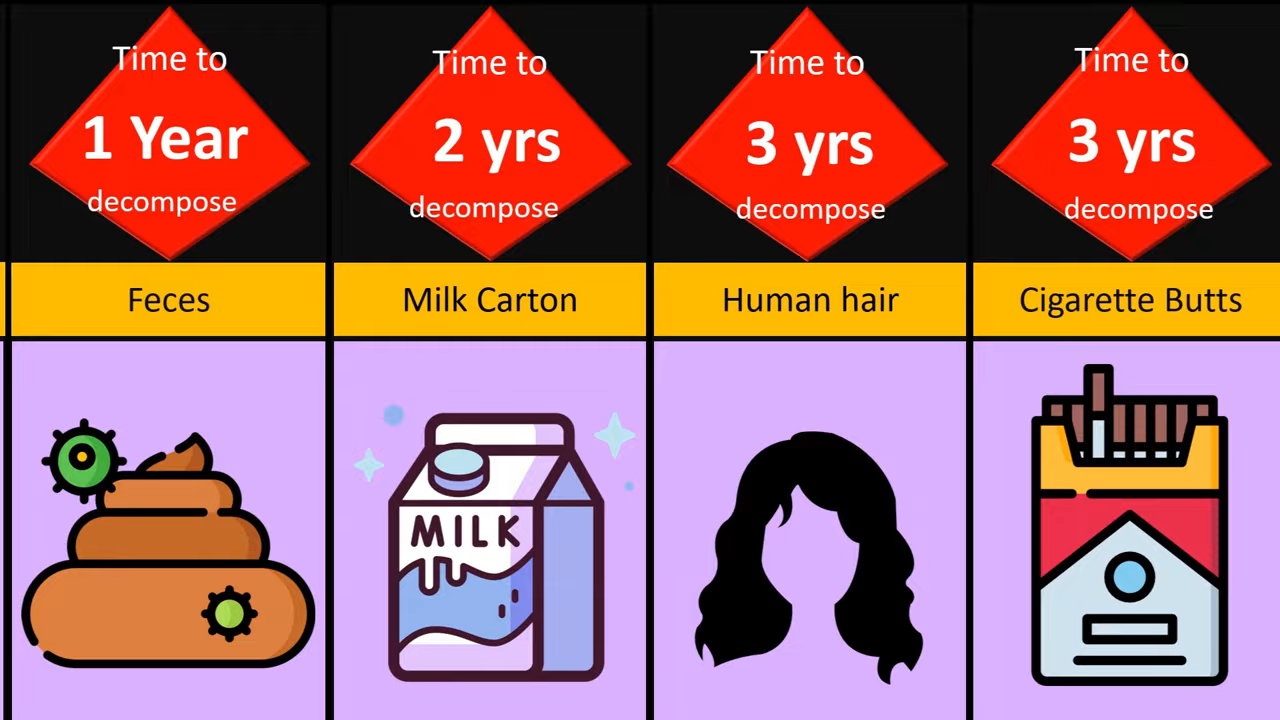 Time to
1 Year
decompose
Feces
Time to
2 yrs
decompose
Milk Carton
MILK
Time to
3 yrs
decompose
Human hair
Time to
3 yrs
decompose
Cigarette Butts